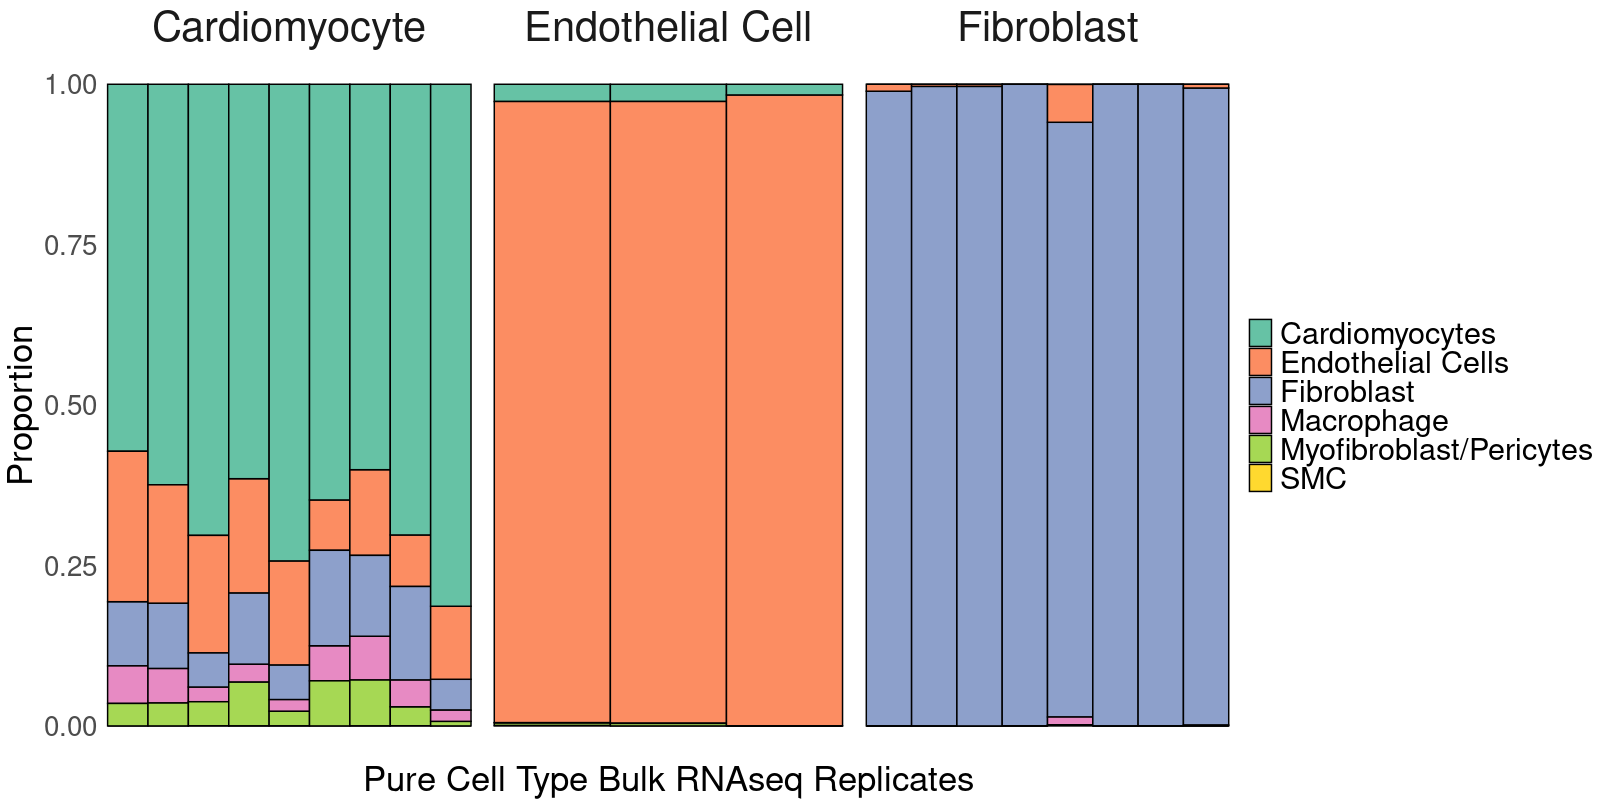 Cardiomyocyte
Endothelial Cell
Fibroblast
1.00
0.75
0.50
0.25
0.00
Proportion
Pure Cell Type Bulk RNAseq Replicates
Cardiomyocytes
Endothelial Cells
Fibroblast
Macrophage
Myofibroblast/Pericytes
SMC